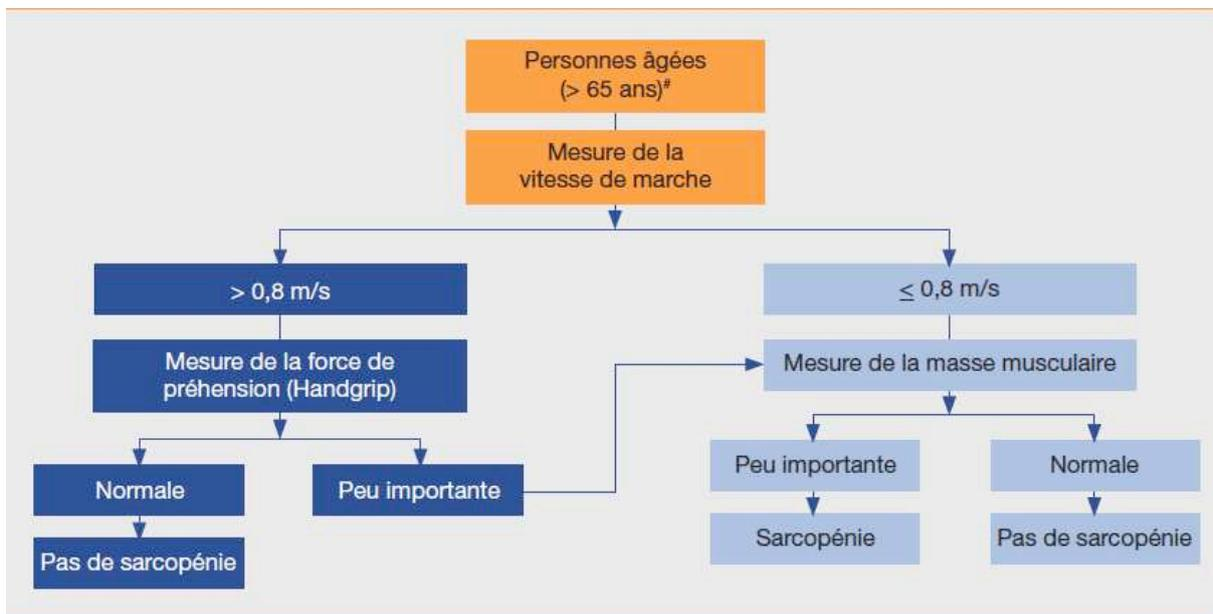 Personnes âgées
(> 65 ans)#
Mesure de la
vitesse de marche
> 0,8 m/s
≤ 0,8 m/s
Mesure de la force de
préhension (Handgrip)
Mesure de la masse musculaire
Normale
Peu importante
Peu importante
Normale
Pas de sarcopénie
Sarcopénie
Pas de sarcopénie